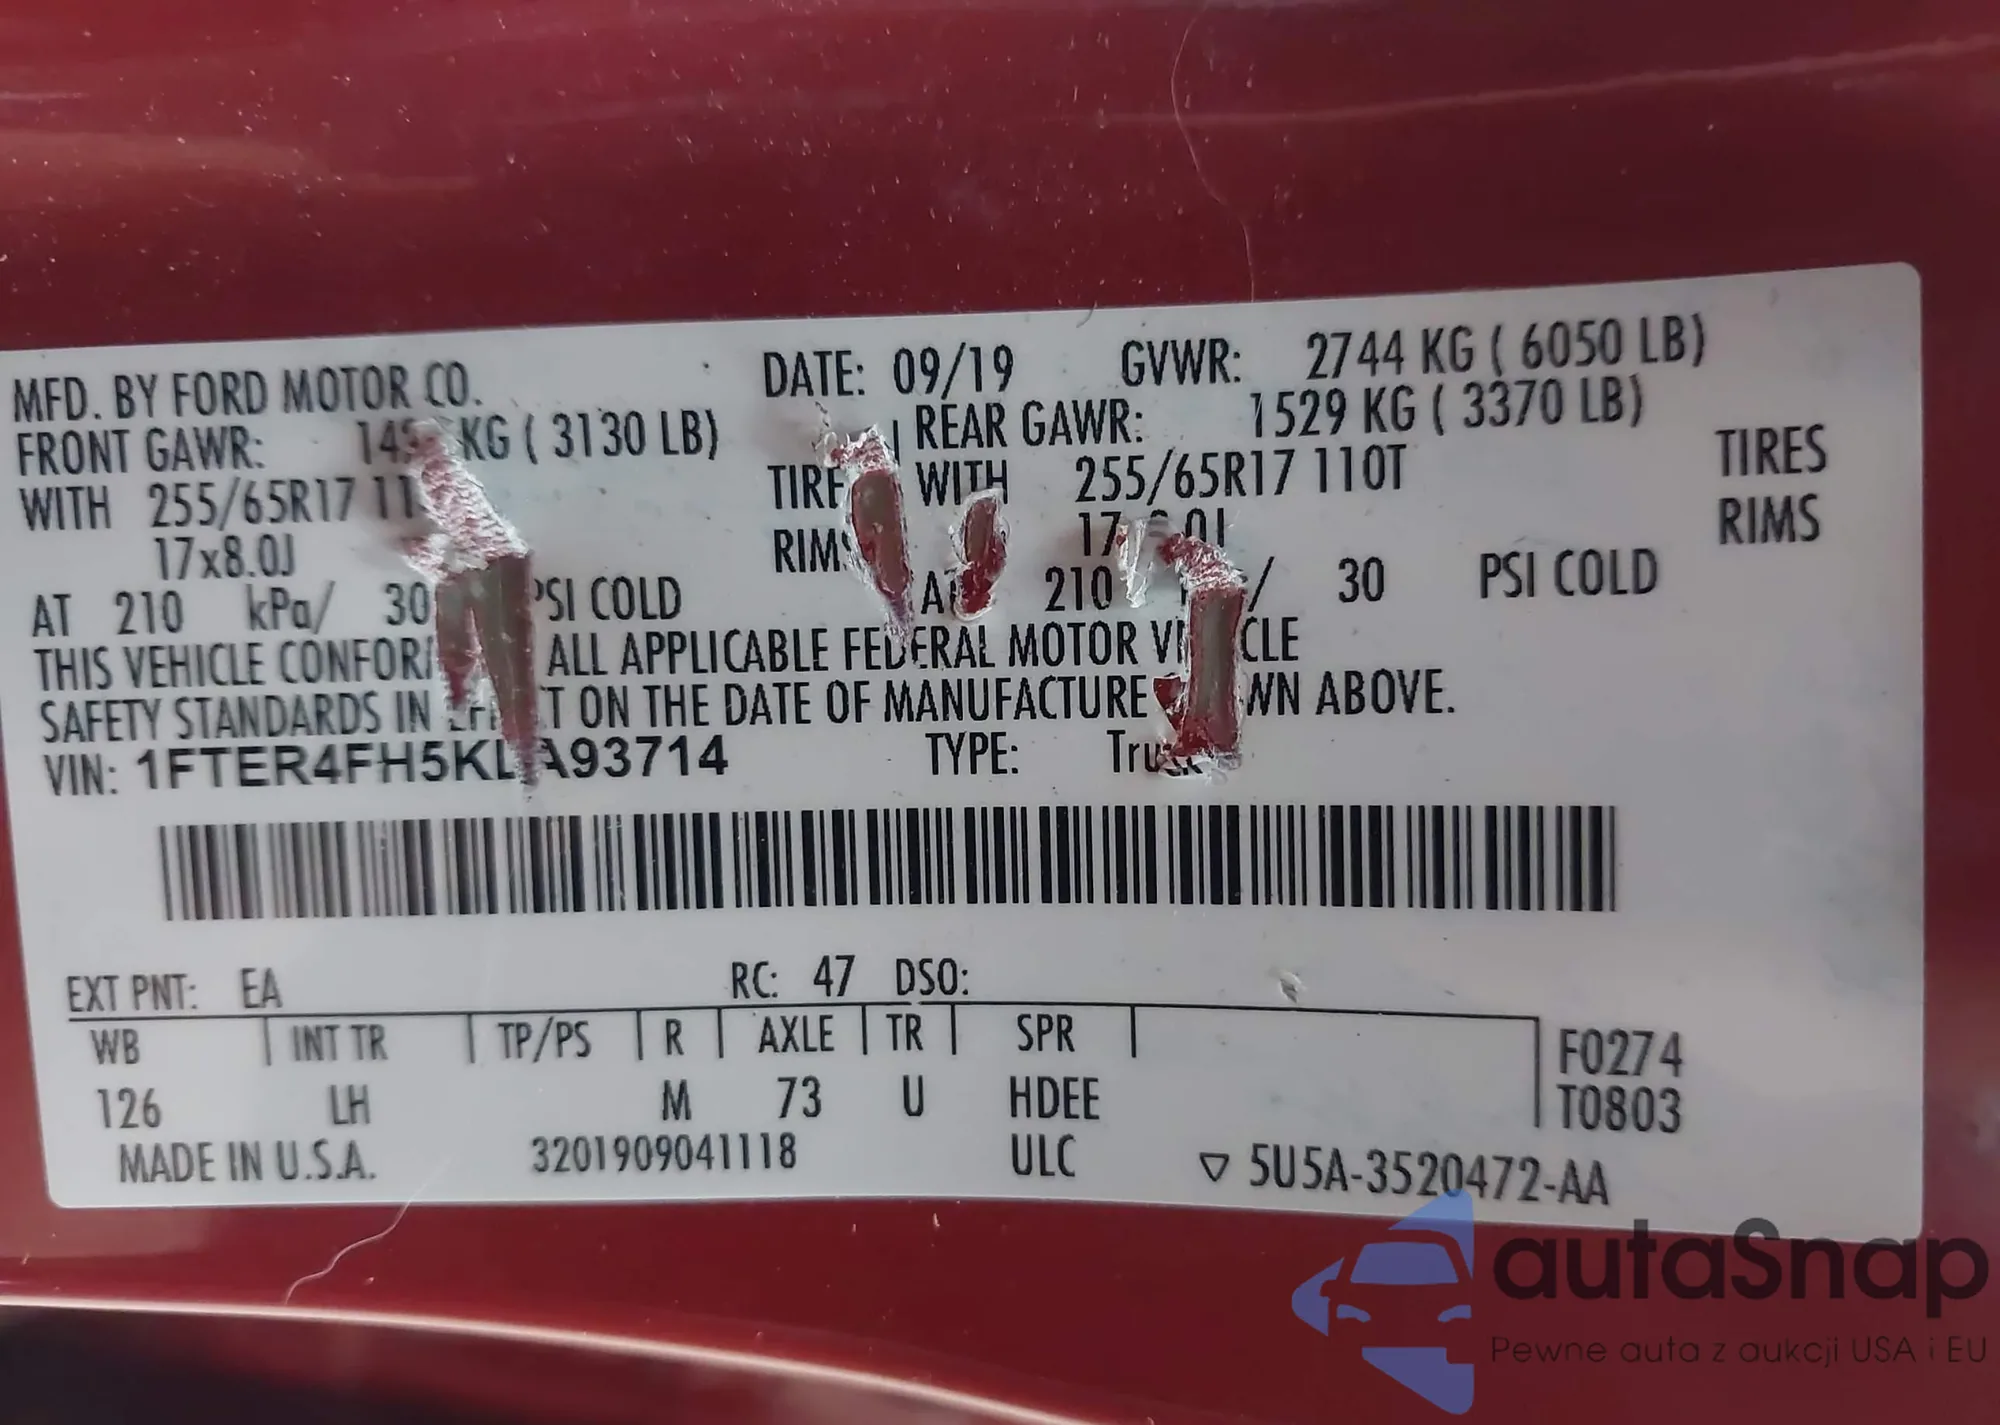 MFD. BY FORD MOTOR CO. DATE: 09/19 GVWR: 2744 KG ( 6050 LB)
FRONT GAWR: KG ( 3130 LB) REAR GAWR: 1529 KG ( 3370 LB)
WITH 255/65R17 WITH 255/65R17 110T TIRES
17x8.0J RIMS
AT 210 kPa/ 30 PSI COLD 210 / 30 PSI COLD
THIS VEHICLE ALL APPLICABLE FEDERAL MOTOR
SAFETY STANDARDS IN ON THE DATE OF MANUFACTURE ABOVE.
VIN: TYPE:
EXT PNT: EA RC: 47 DSO:
WB INT TR TP/PS R AXLE TR SPR F0274
126 LH M 73 U HDEE T0803
MADE IN U.S.A. 3201909041118 ULC ▽ 5U5A-3520472-AA
autaSnap
Pewne auta z aukcji USA i EU